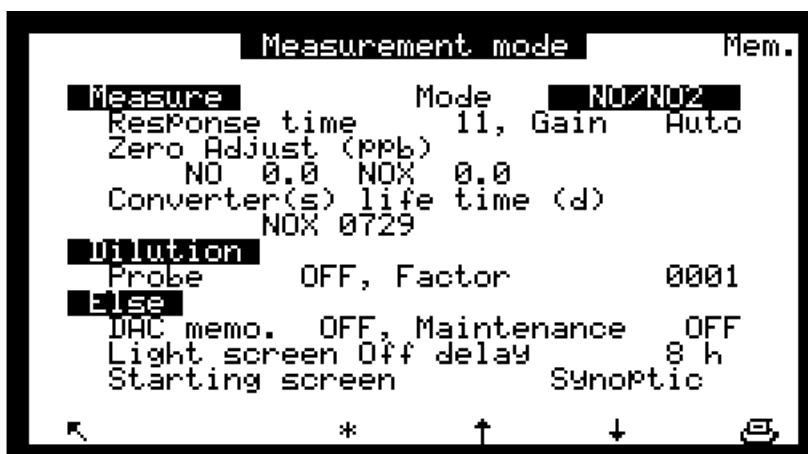 Measurement mode Mem.
Measure Mode NO/NO2
Response time 11, Gain Auto
Zero Adjust (ppb)
NO 0.0 NOX 0.0
Converter(s) life time (d)
NOX 0729
Dilution
Probe OFF, Factor 0001
Else
DAC memo. OFF, Maintenance OFF
Light screen Off delay 8 h
Starting screen Synoptic
↖ * ↑ ↓